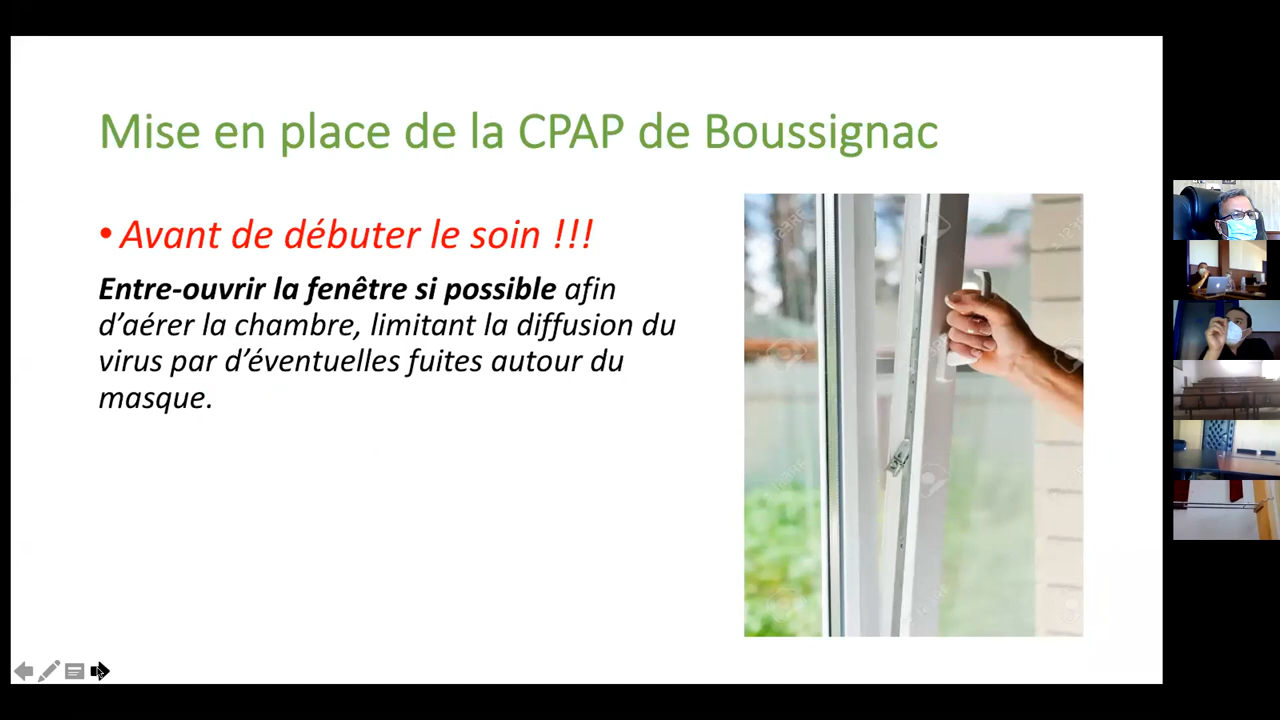 Mise en place de la CPAP de Boussignac
• Avant de débuter le soin !!!
Entre-ouvrir la fenêtre si possible afin
d’aérer la chambre, limitant la diffusion du
virus par d’éventuelles fuites autour du
masque.